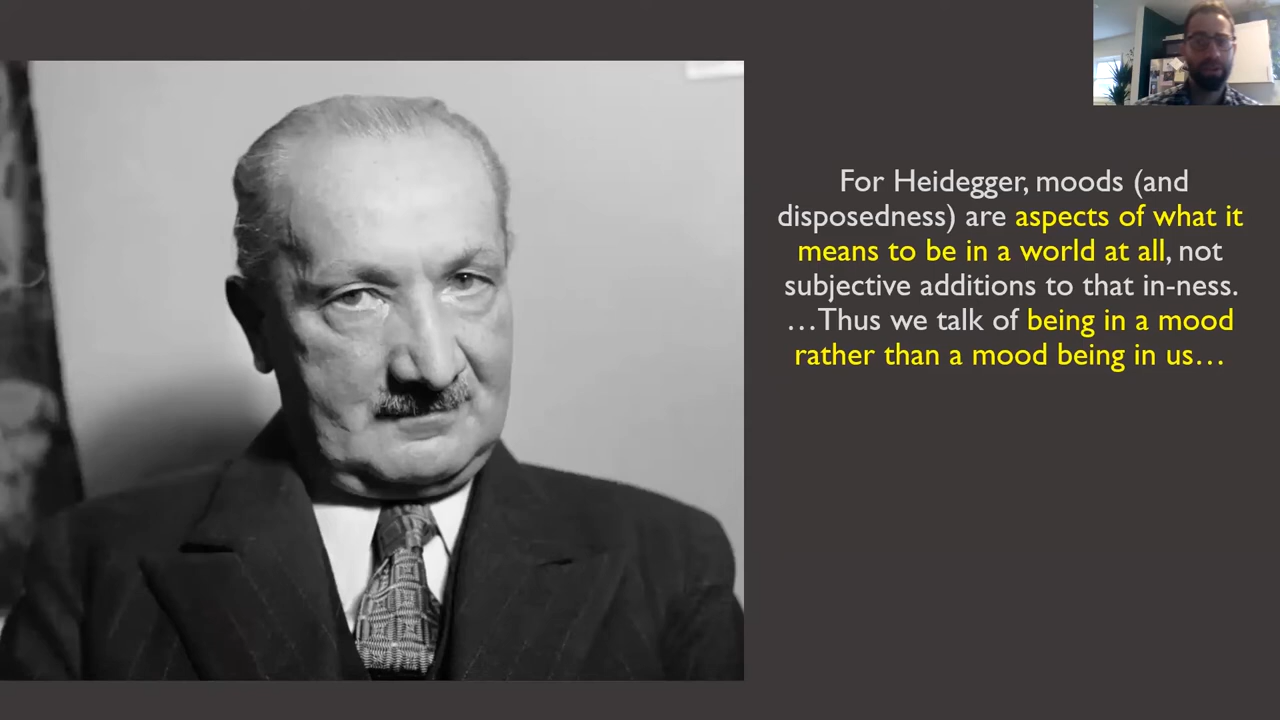 For Heidegger, moods (and
disposedness) are aspects of what it
means to be in a world at all, not
subjective additions to that in-ness.
…Thus we talk of being in a mood
rather than a mood being in us…